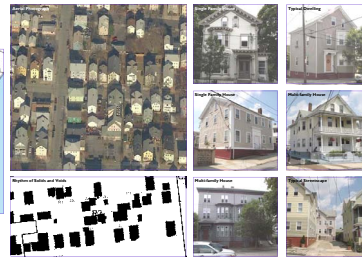 Aerial Photograph
Single Family House
Typical Dwelling
Single Family House
Multi-family House
Rhythm of Solids and Voids
Multi-family House
Typical Streetscape